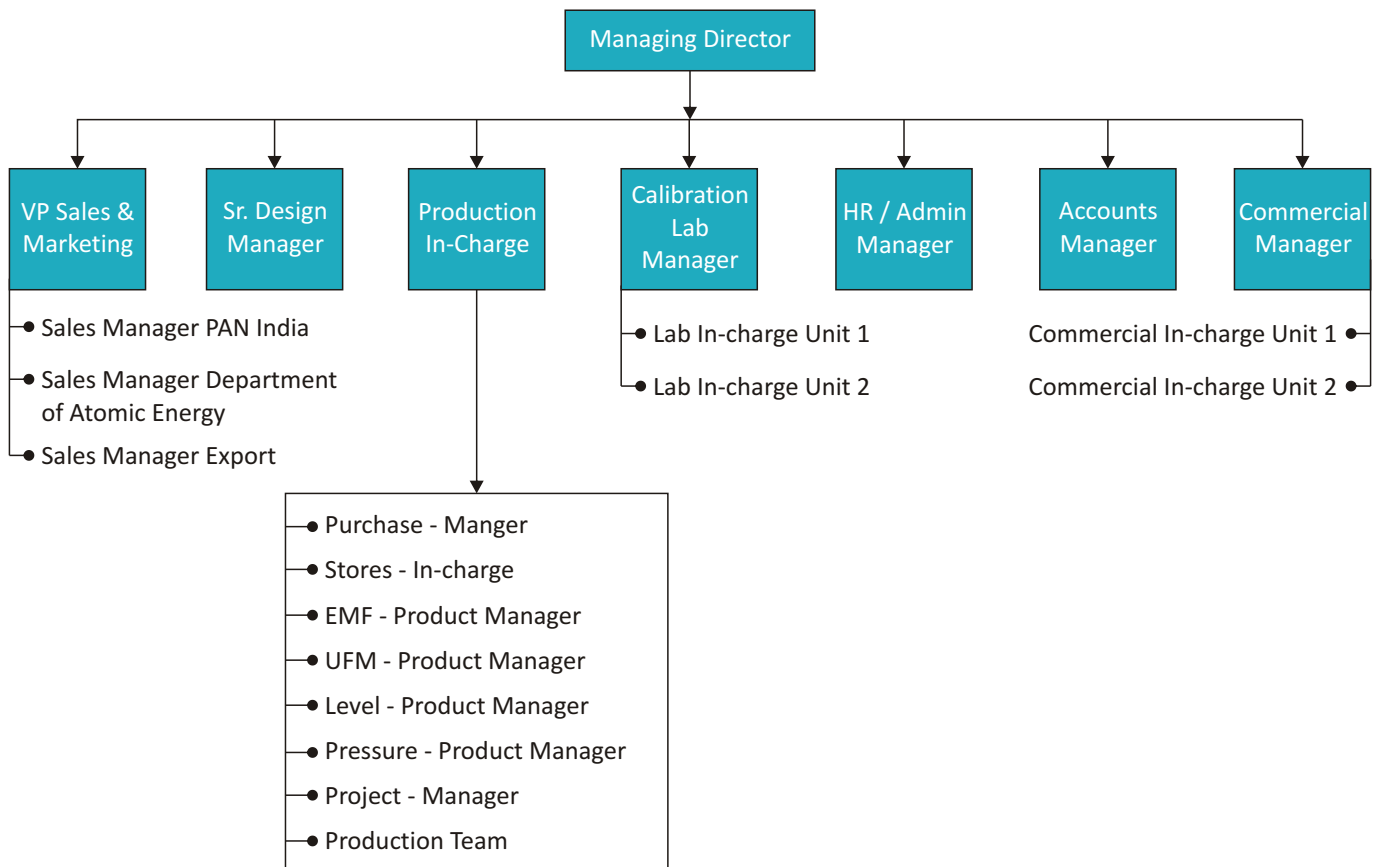 Managing Director
VP Sales &
Marketing
Sr. Design
Manager
Production
In-Charge
Calibration
Lab
Manager
HR / Admin
Manager
Accounts
Manager
Commercial
Manager
Sales Manager PAN India
Sales Manager Department
of Atomic Energy
Sales Manager Export
Lab In-charge Unit 1
Lab In-charge Unit 2
Commercial In-charge Unit 1
Commercial In-charge Unit 2
Purchase - Manger
Stores - In-charge
EMF - Product Manager
UFM - Product Manager
Level - Product Manager
Pressure - Product Manager
Project - Manager
Production Team